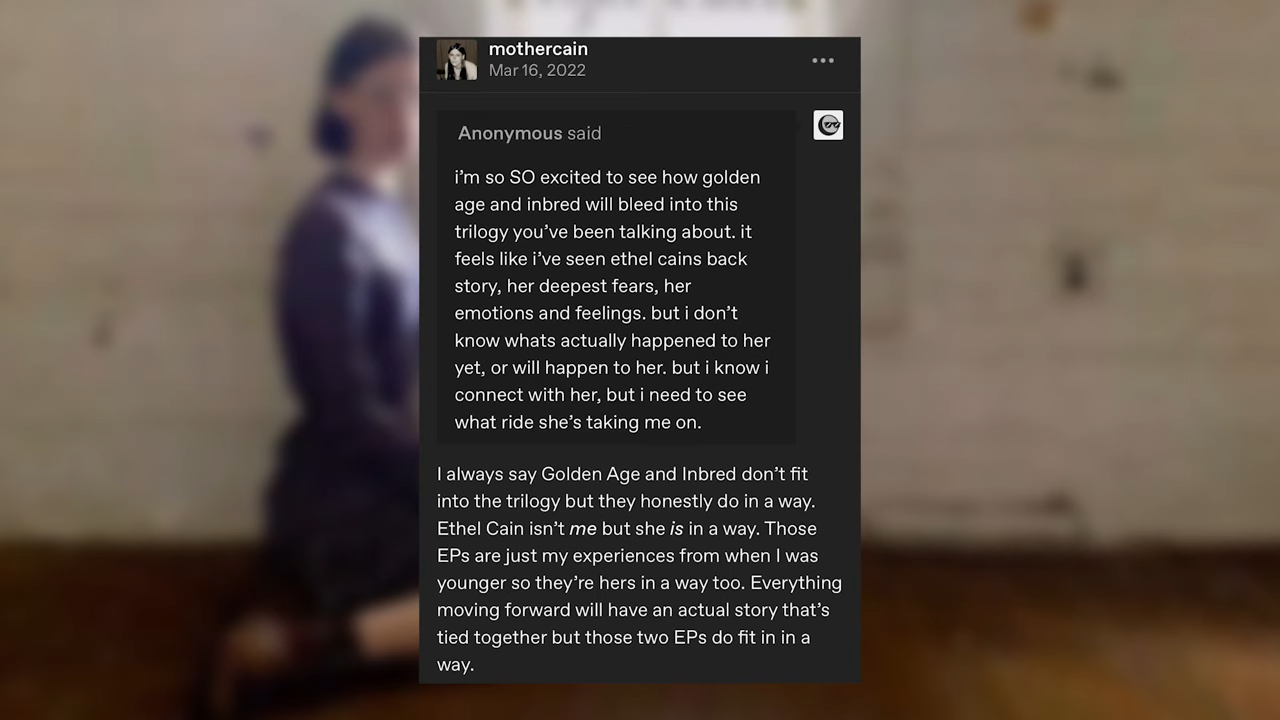 mothercain
Mar 16, 2022
Anonymous said
i’m so SO excited to see how golden
age and inbred will bleed into this
trilogy you’ve been talking about. it
feels like i’ve seen ethel cains back
story, her deepest fears, her
emotions and feelings. but i don’t
know whats actually happened to her
yet, or will happen to her. but i know i
connect with her, but i need to see
what ride she’s taking me on.
I always say Golden Age and Inbred don’t fit
into the trilogy but they honestly do in a way.
Ethel Cain isn’t me but she is in a way. Those
EPs are just my experiences from when I was
younger so they’re hers in a way too. Everything
moving forward will have an actual story that’s
tied together but those two EPs do fit in in a
way.